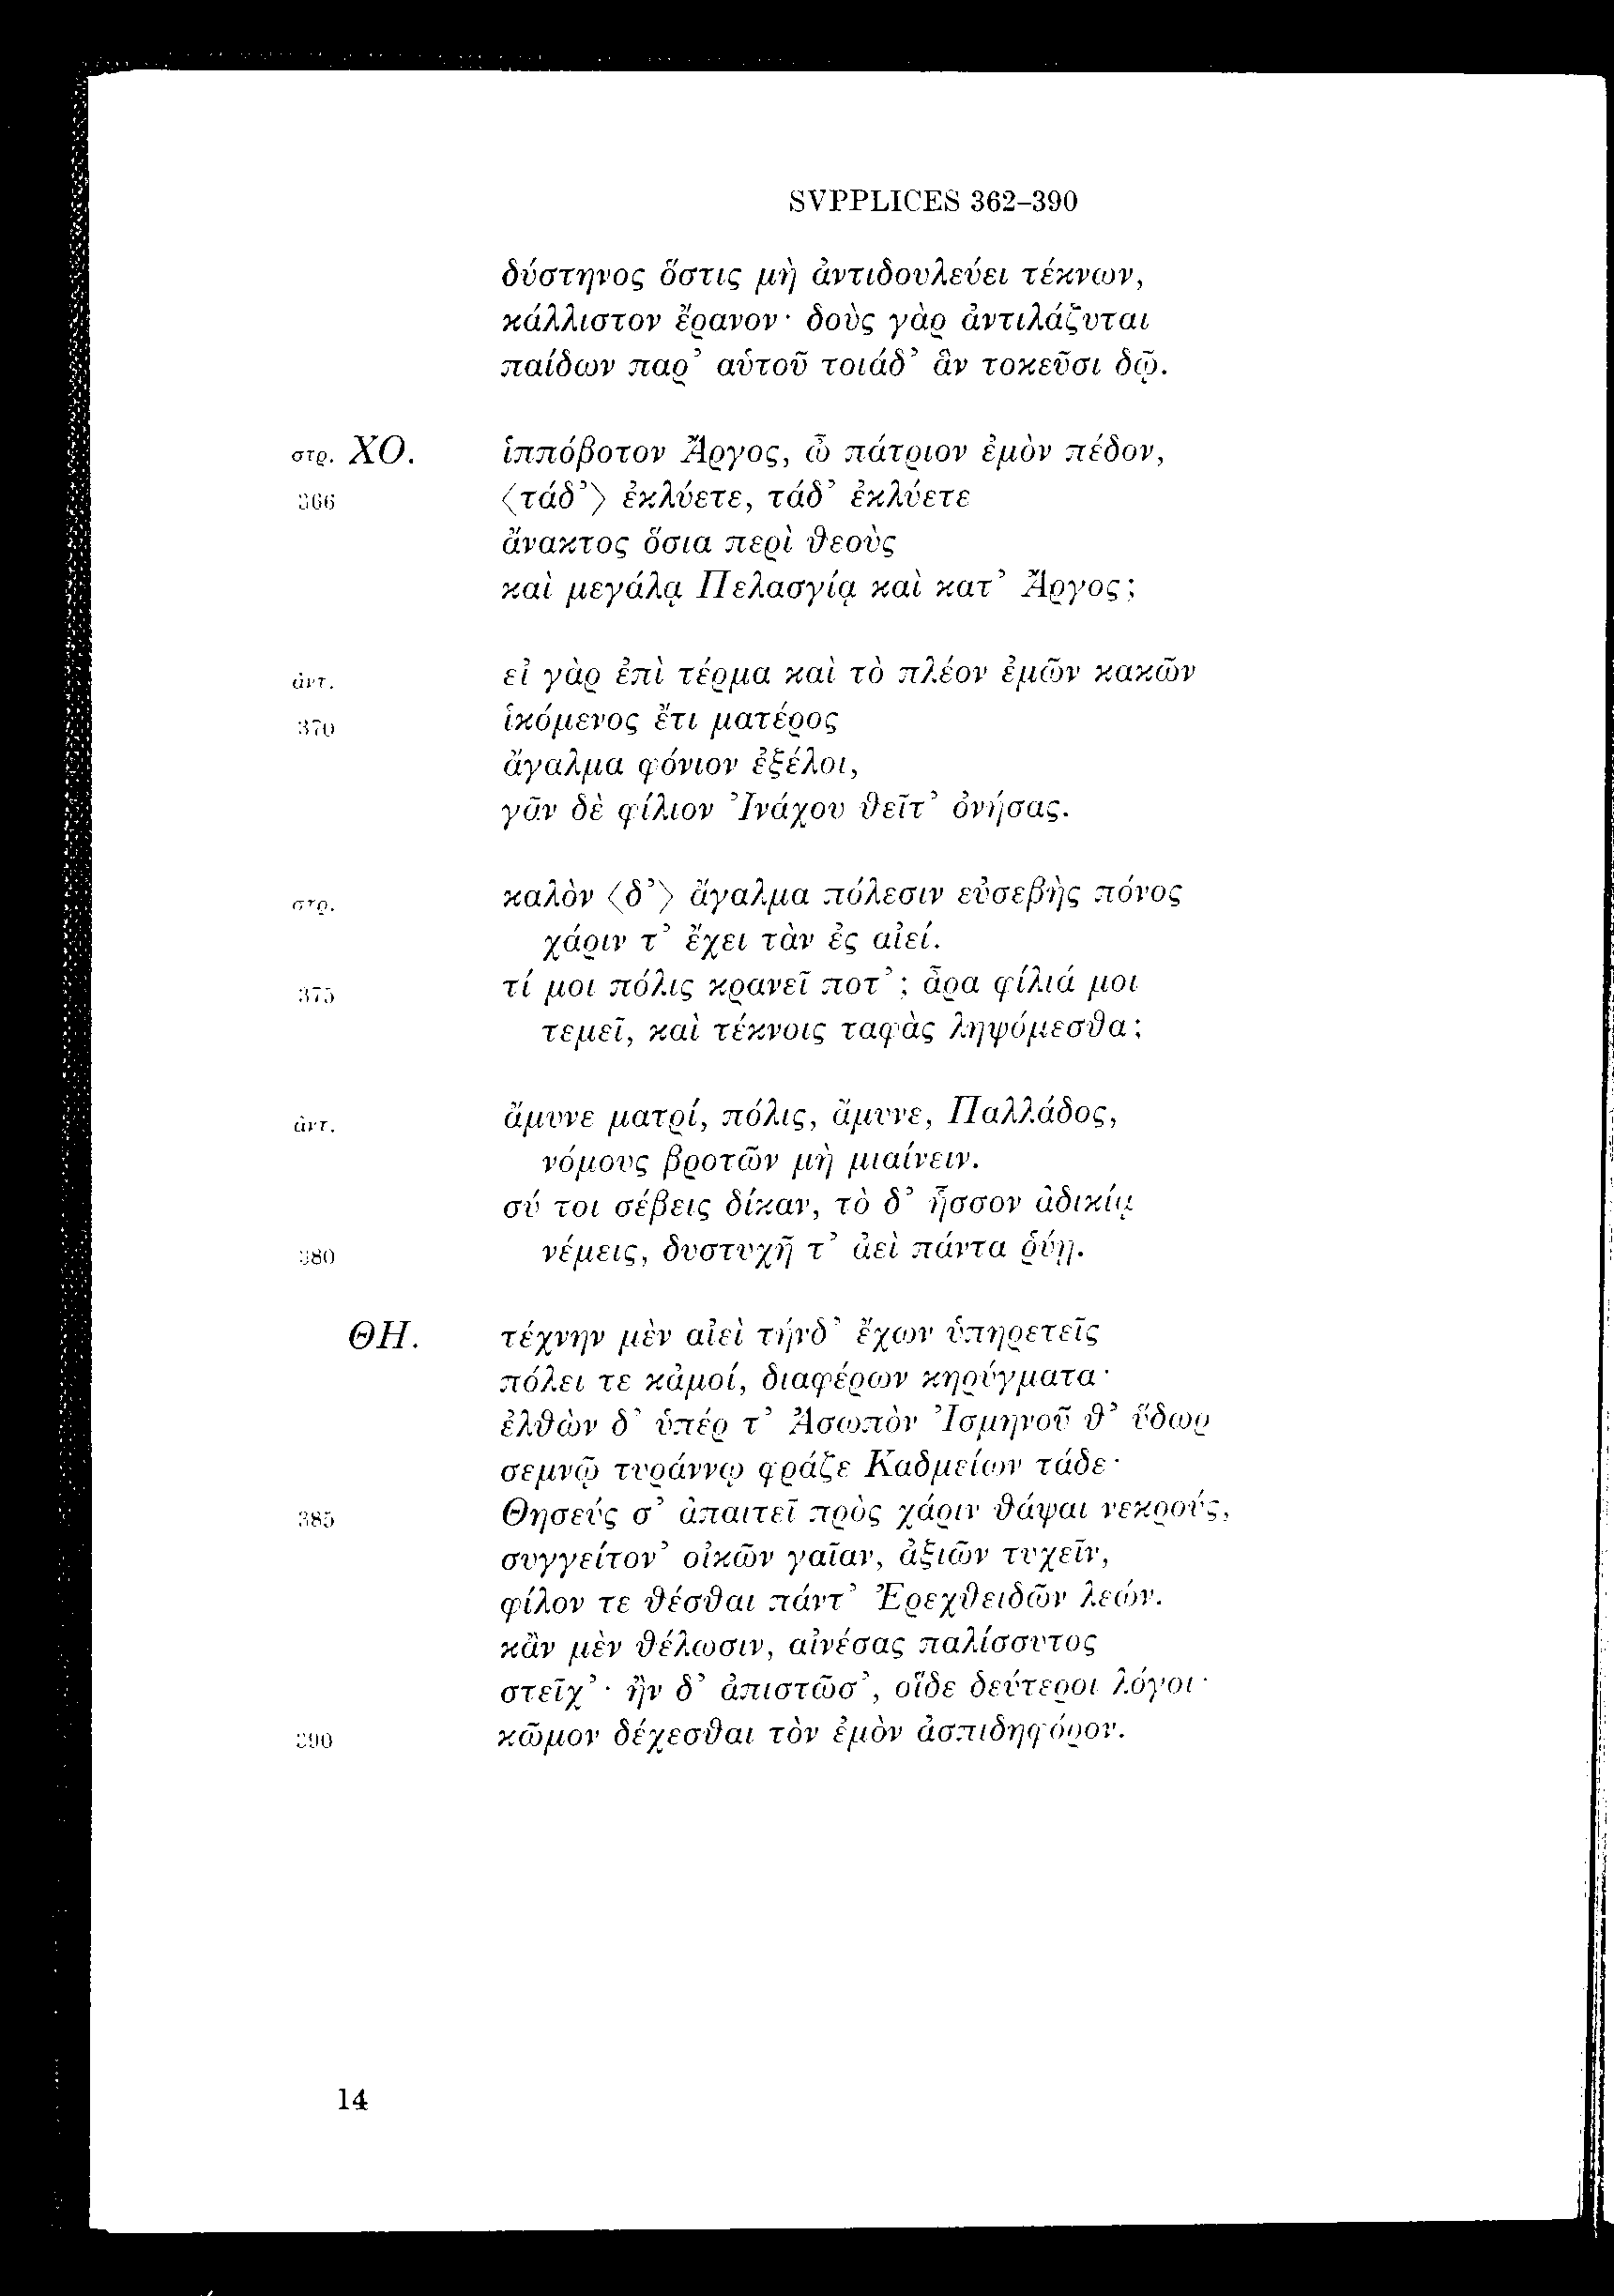 SVPPLICES 362–390
δύστηνος ὅστις μὴ ἀντιδουλεύει τέκνων,
κάλλιστον ἔρανον· δοὺς γὰρ ἀντιλάζυται
παίδων παρ’ αὑτοῦ τοιάδ’ ἂν τοκεῦσι δῷ.
στρ. ΧΟ. ἱππόβοτον Ἄργος, ὦ πάτριον ἐμὸν πέδον,
366 〈τάδ’〉 ἐκλύετε, τάδ’ ἐκλύετε
ἄνακτος ὅσια περὶ θεοὺς
καὶ μεγάλᾳ Πελασγίᾳ καὶ κατ’ Ἄργος;
ἀντ. εἰ γὰρ ἐπὶ τέρμα καὶ τὸ πλέον ἐμῶν κακῶν
370 ἱκόμενος ἔτι ματέρος
ἄγαλμα φόνιον ἐξέλοι,
γᾶν δὲ φίλιον Ἰνάχου θεῖτ’ ὀνήσας.
στρ. καλὸν 〈δ’〉 ἄγαλμα πόλεσιν εὐσεβὴς πόνος
χάριν τ’ ἔχει τὰν ἐς αἰεί.
375 τί μοι πόλις κρανεῖ ποτ’; ἆρα φίλιά μοι
τεμεῖ, καὶ τέκνοις ταφὰς ληψόμεσθα;
ἀντ. ἄμυνε ματρί, πόλις, ἄμυνε, Παλλάδος,
νόμους βροτῶν μὴ μιαίνειν.
σύ τοι σέβεις δίκαν, τὸ δ’ ἧσσον ἀδικίᾳ
380 νέμεις, δυστυχῆ τ’ ἀεὶ πάντα ῥύῃ.
ΘΗ. τέχνην μὲν αἰεὶ τήνδ’ ἔχων ὑπηρετεῖς
πόλει τε κἀμοί, διαφέρων κηρύγματα·
ἐλθὼν δ’ ὑπέρ τ’ Ἀσωπὸν Ἰσμηνοῦ θ’ ὕδωρ
σεμνῷ τυράννῳ φράζε Καδμείων τάδε·
385 Θησεύς σ’ ἀπαιτεῖ πρὸς χάριν θάψαι νεκρούς,
συγγείτον’ οἰκῶν γαῖαν, ἀξιῶν τυχεῖν,
φίλον τε θέσθαι πάντ’ Ἐρεχθειδῶν λεών.
κἂν μὲν θέλωσιν, αἰνέσας παλίσσυτος
στεῖχ’· ἢν δ’ ἀπιστῶσ’, οἵδε δεύτεροι λόγοι·
390 κῶμον δέχεσθαι τὸν ἐμὸν ἀσπιδηφόρον.
14